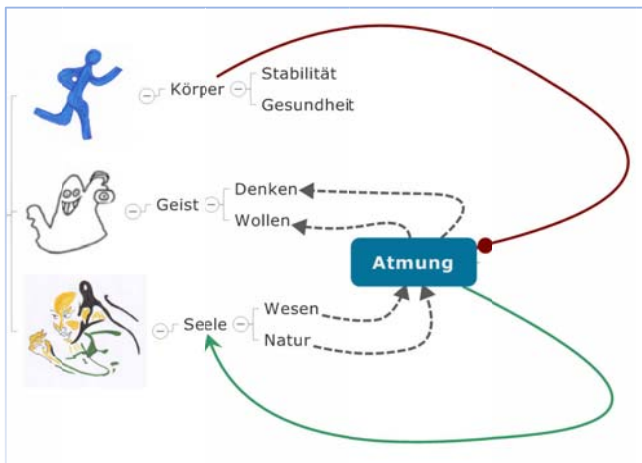 Körper
Stabilität
Gesundheit
Geist
Denken
Wollen
Atmung
Seele
Wesen
Natur